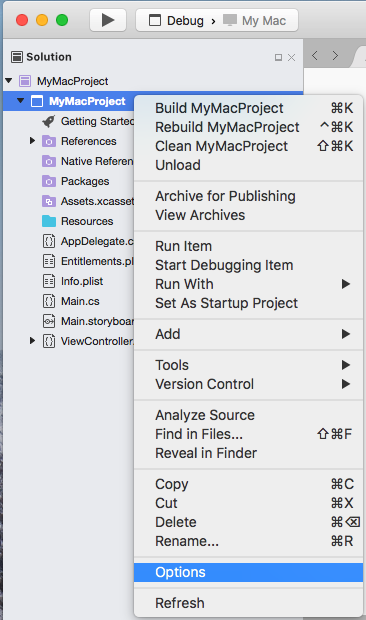 Debug › My Mac
Solution
MyMacProject
MyMacProject
Getting Started
References
Native Referen
Packages
Assets.xcasset
Resources
AppDelegate.c
Entitlements.pl
Info.plist
Main.cs
Main.storyboar
ViewController.
Build MyMacProject ⌘K
Rebuild MyMacProject ^⌘K
Clean MyMacProject ⇧⌘K
Unload
Archive for Publishing
View Archives
Run Item
Start Debugging Item
Run With
Set As Startup Project
Add
Tools
Version Control
Analyze Source
Find in Files... ⇧⌘F
Reveal in Finder
Copy ⌘C
Cut ⌘X
Delete ⌘⌫
Rename... ⌘R
Options
Refresh